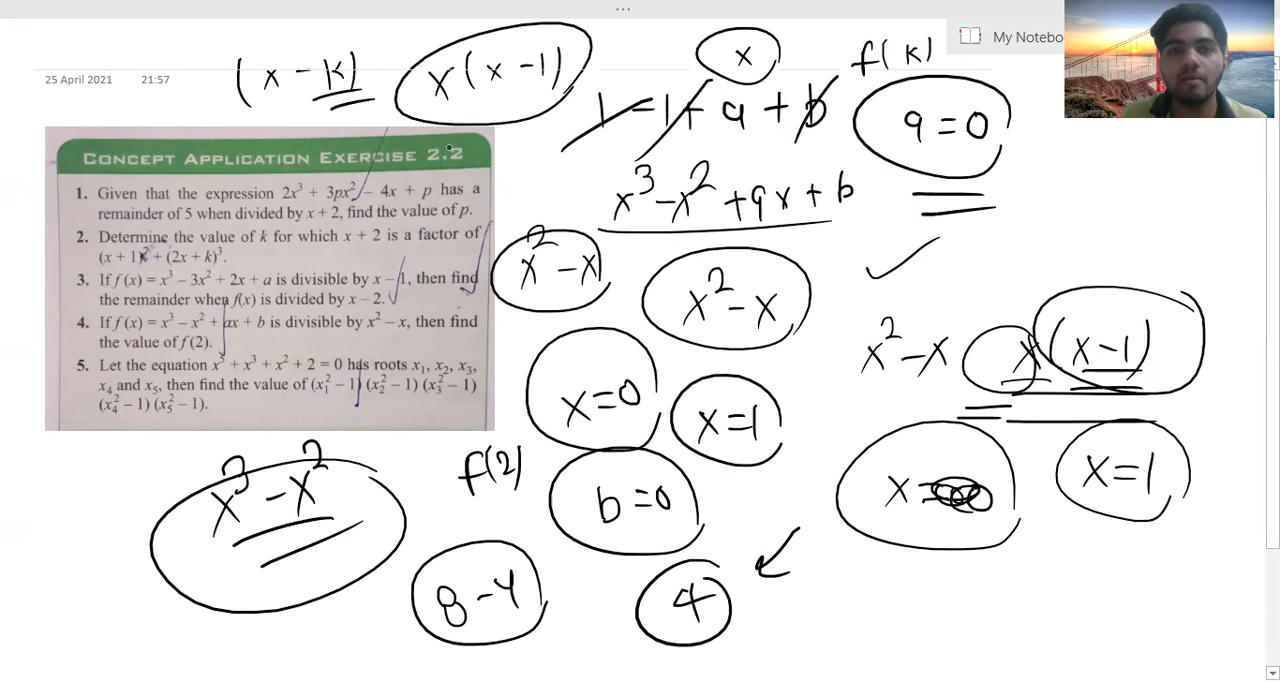 ...
My Notebo
25 April 2021 21:57
(x - k)
x(x-1)
x
f(k)
1 = 1 + a + b
a = 0
x³ - x² + ax + b
CONCEPT APPLICATION EXERCISE 2.2
1. Given that the expression 2x³ + 3px² – 4x + p has a
remainder of 5 when divided by x + 2, find the value of p.
2. Determine the value of k for which x + 2 is a factor of
(x + 1)⁷ + (2x + k)³.
3. If f(x) = x³ – 3x² + 2x + a is divisible by x – 1, then find
the remainder when f(x) is divided by x – 2.
4. If f(x) = x³ – x² + ax + b is divisible by x² – x, then find
the value of f(2).
5. Let the equation x⁵ + x³ + x² + 2 = 0 has roots x₁, x₂, x₃,
x₄ and x₅, then find the value of (x₁² – 1) (x₂² – 1) (x₃² – 1)
(x₄² – 1) (x₅² – 1).
x² - x
x² - x
x² - x
x(x-1)
x=0
x=1
x=
x=1
x³ - x²
f(2)
b=0
8-4
4